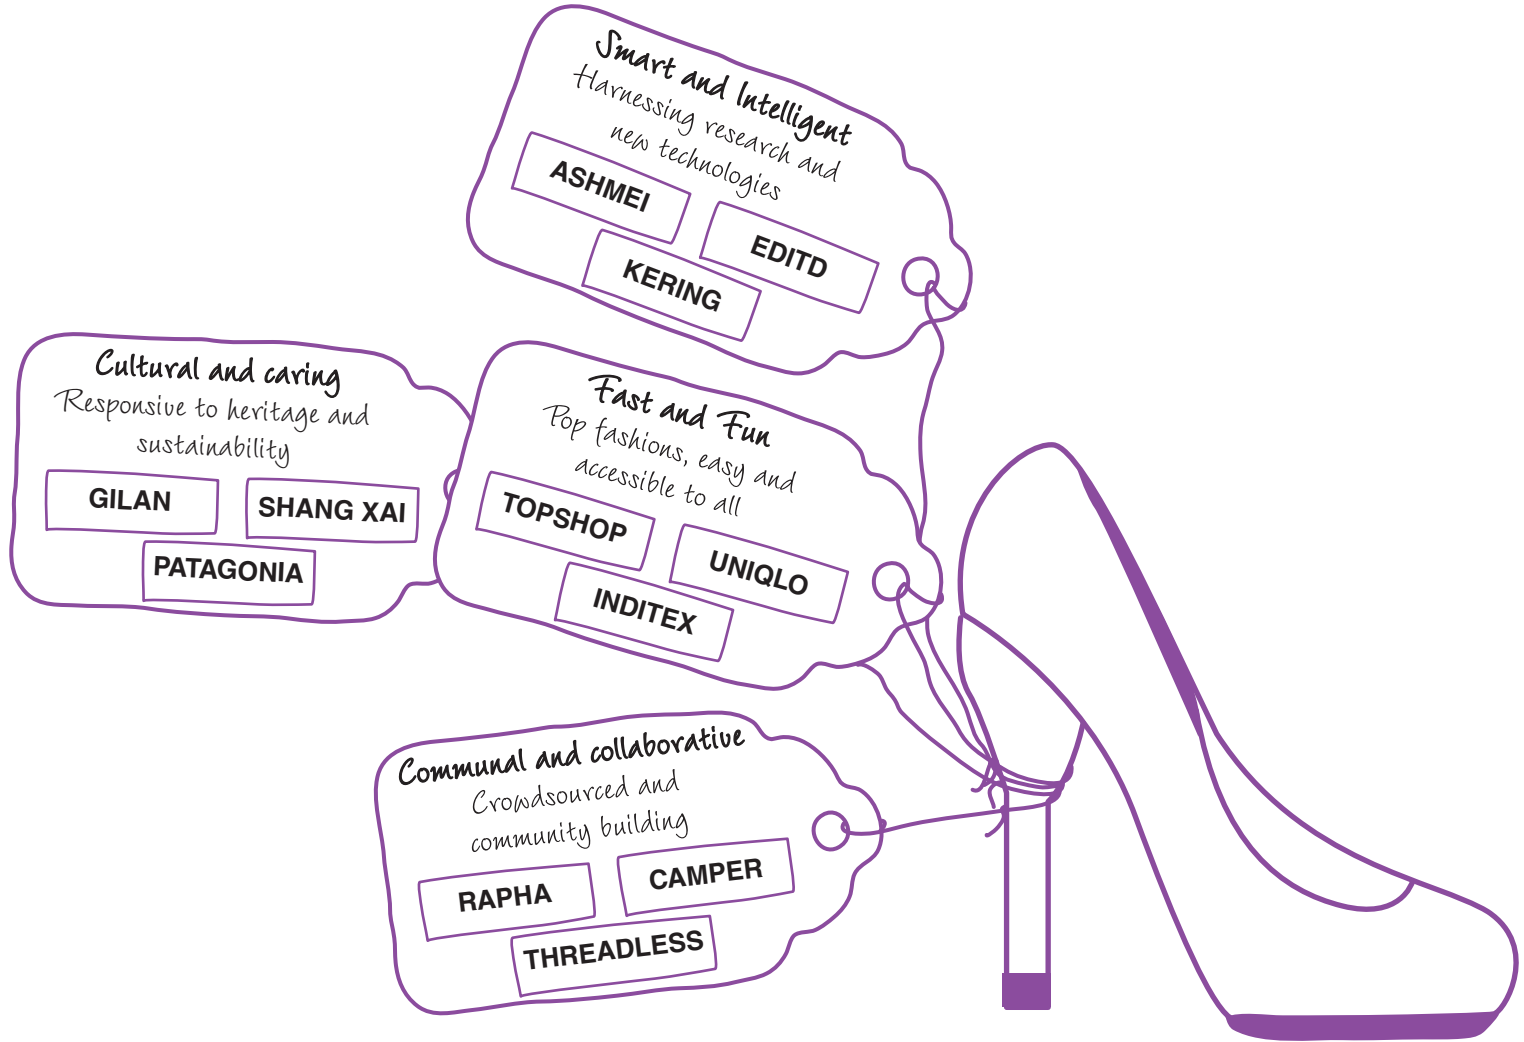 Smart and Intelligent
Harnessing research and
new technologies
ASHMEI
EDITD
KERING
Cultural and caring
Responsive to heritage and
sustainability
GILAN
SHANG XAI
PATAGONIA
Fast and Fun
Pop fashions, easy and
accessible to all
TOPSHOP
UNIQLO
INDITEX
Communal and collaborative
Crowdsourced and
community building
RAPHA
CAMPER
THREADLESS